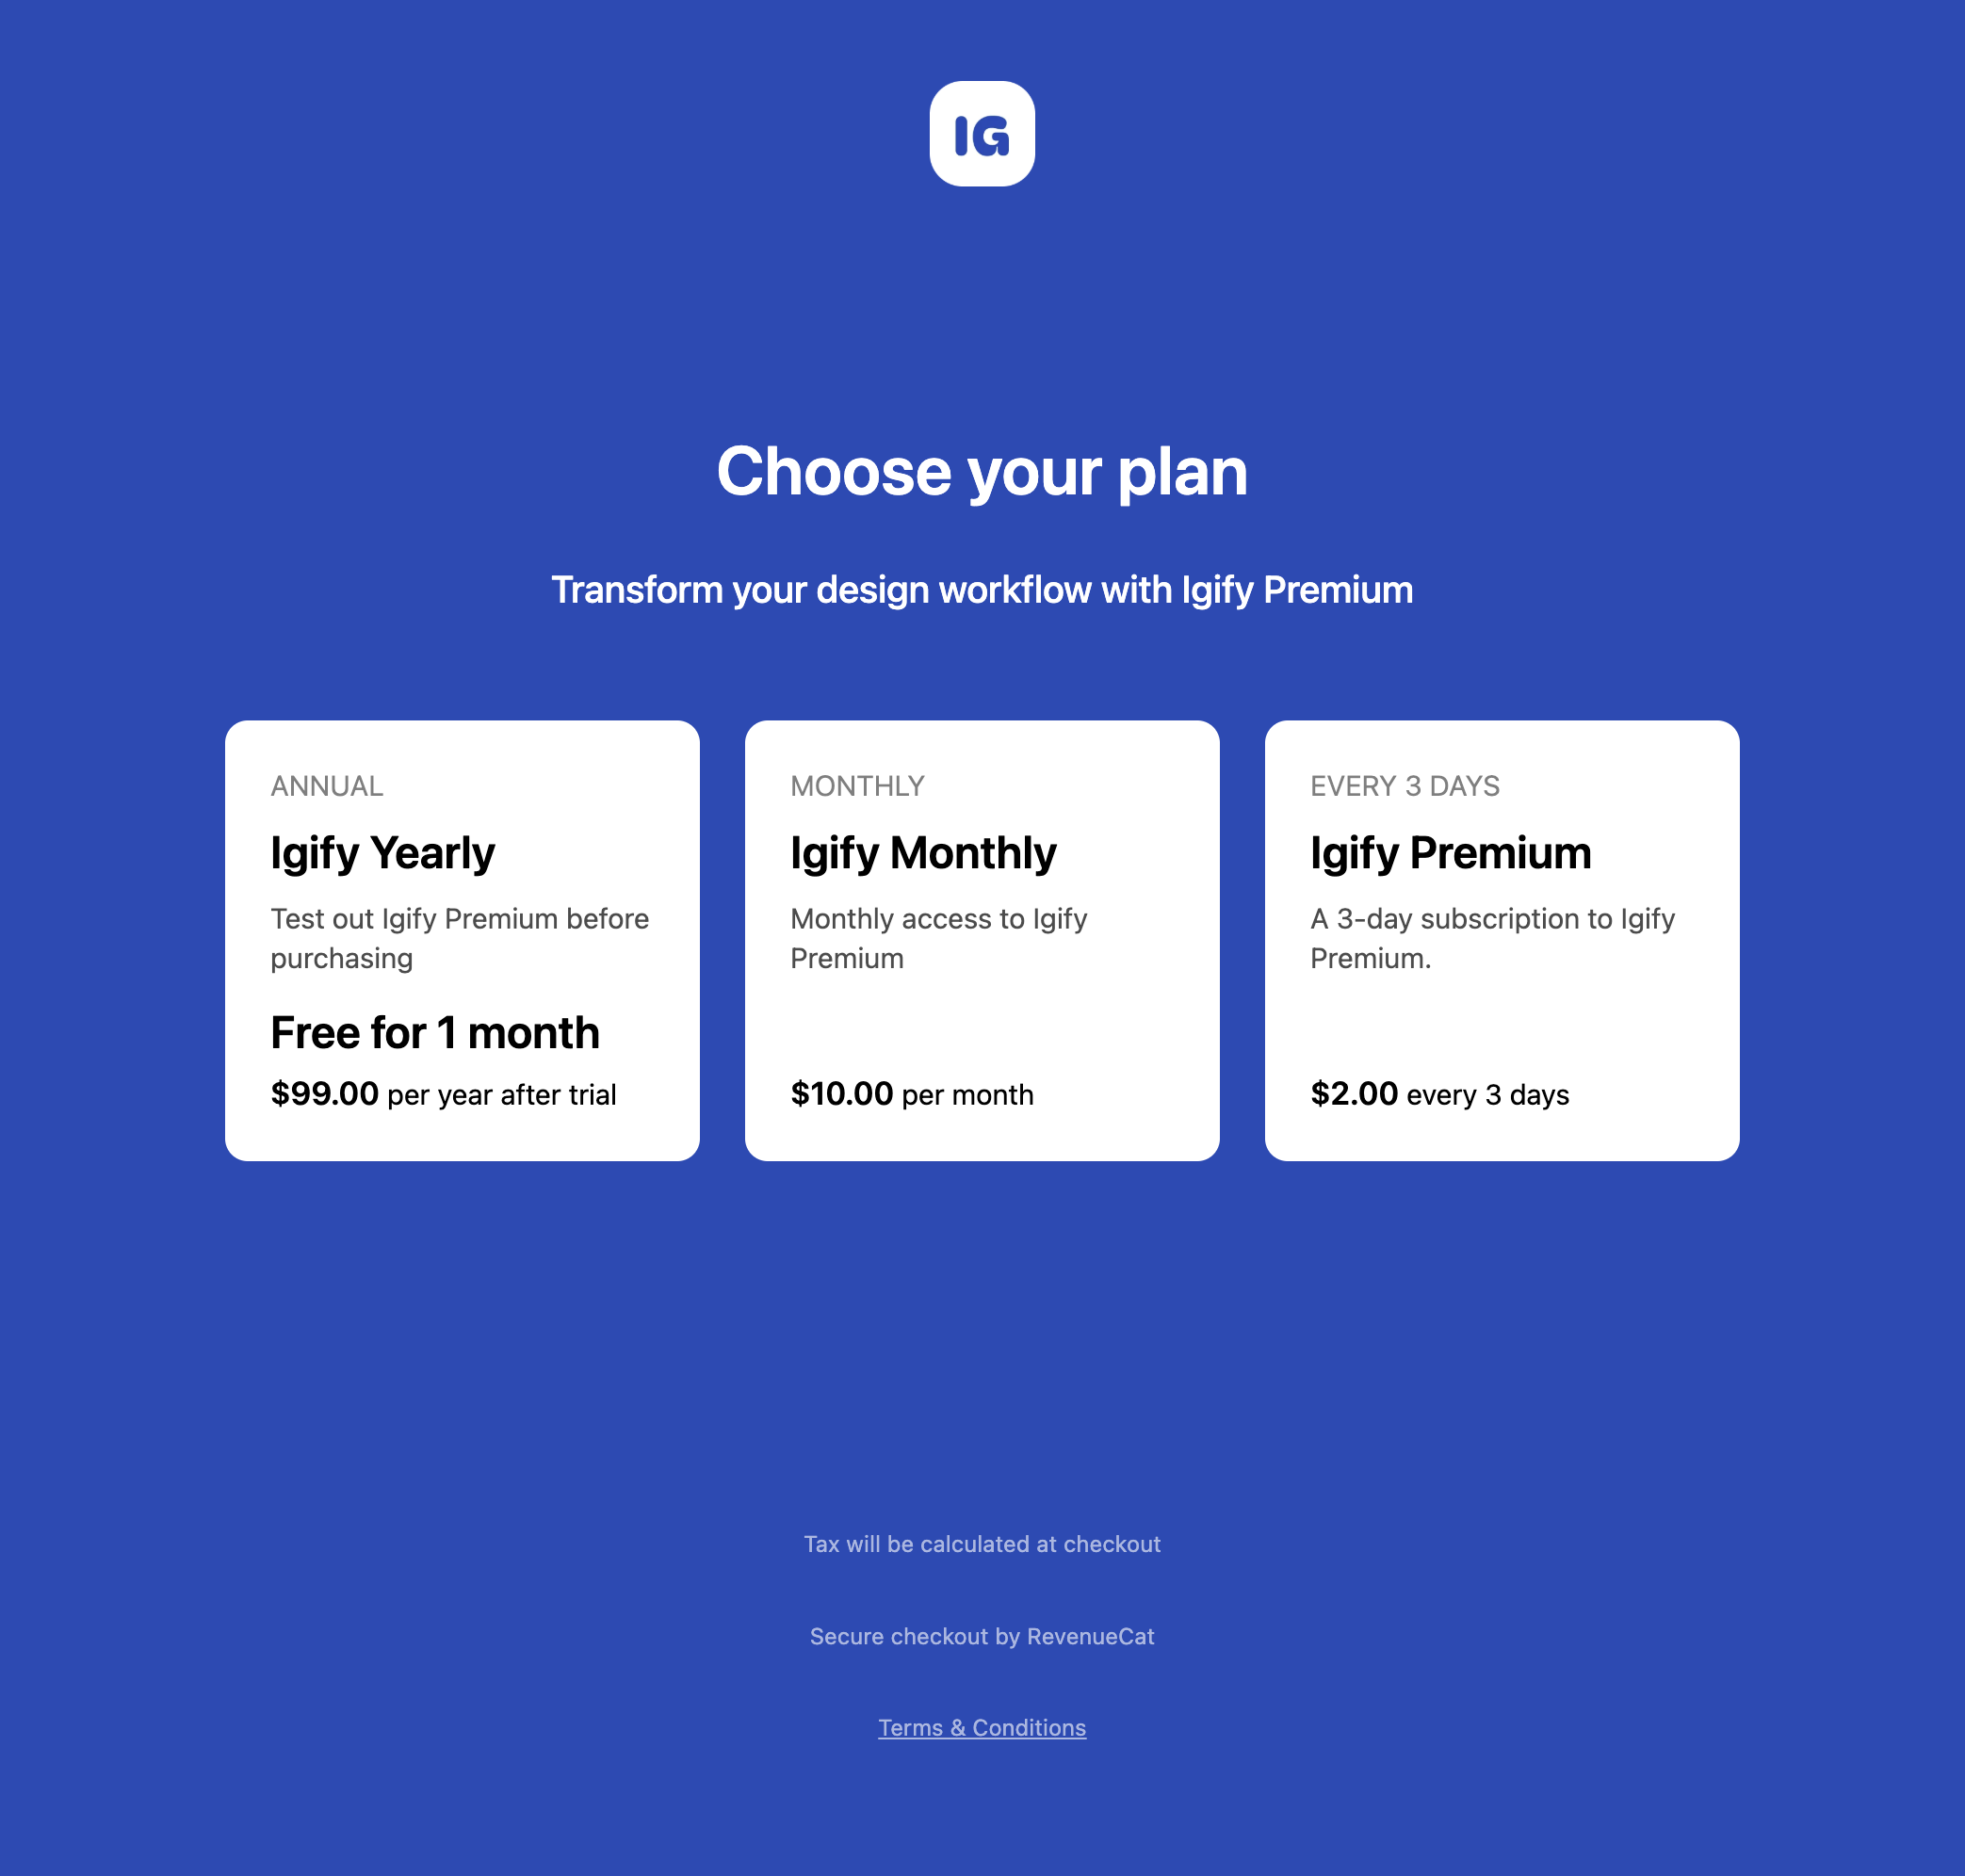 IG
Choose your plan
Transform your design workflow with Igify Premium
ANNUAL
Igify Yearly
Test out Igify Premium before
purchasing
Free for 1 month
$99.00 per year after trial
MONTHLY
Igify Monthly
Monthly access to Igify
Premium
$10.00 per month
EVERY 3 DAYS
Igify Premium
A 3-day subscription to Igify
Premium.
$2.00 every 3 days
Tax will be calculated at checkout
Secure checkout by RevenueCat
Terms & Conditions